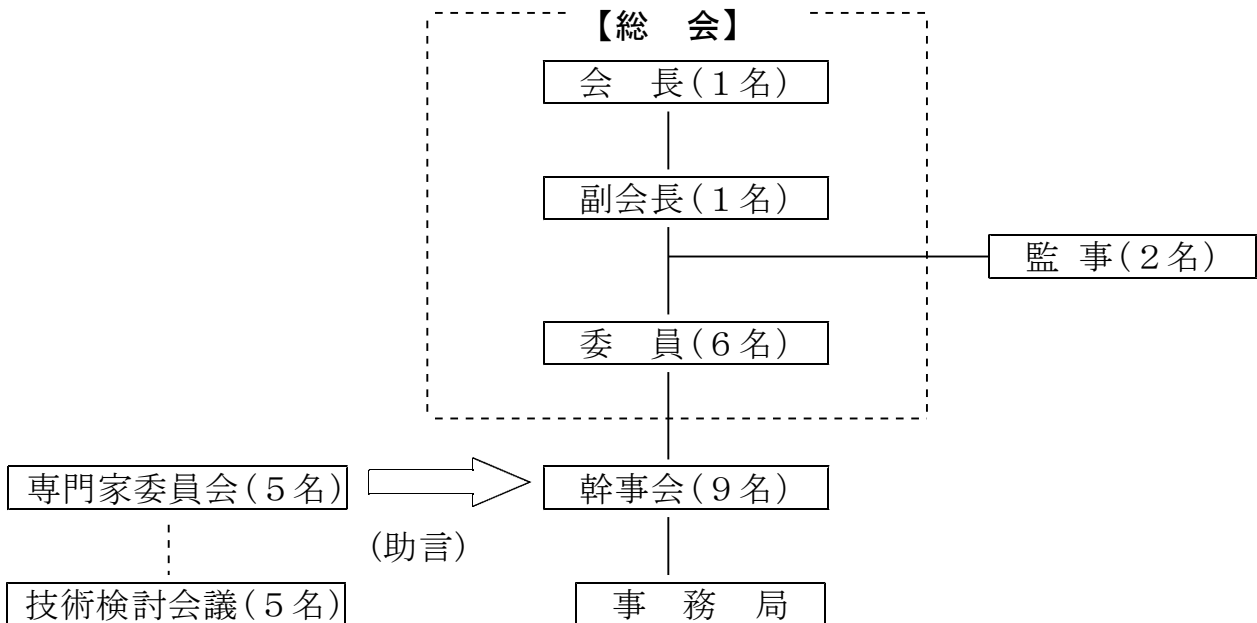 【総　会】
会　長(１名)
副会長(１名)
監 事(２名)
委　員(６名)
専門家委員会(５名)
幹事会(９名)
(助言)
技術検討会議(５名)
事　務　局